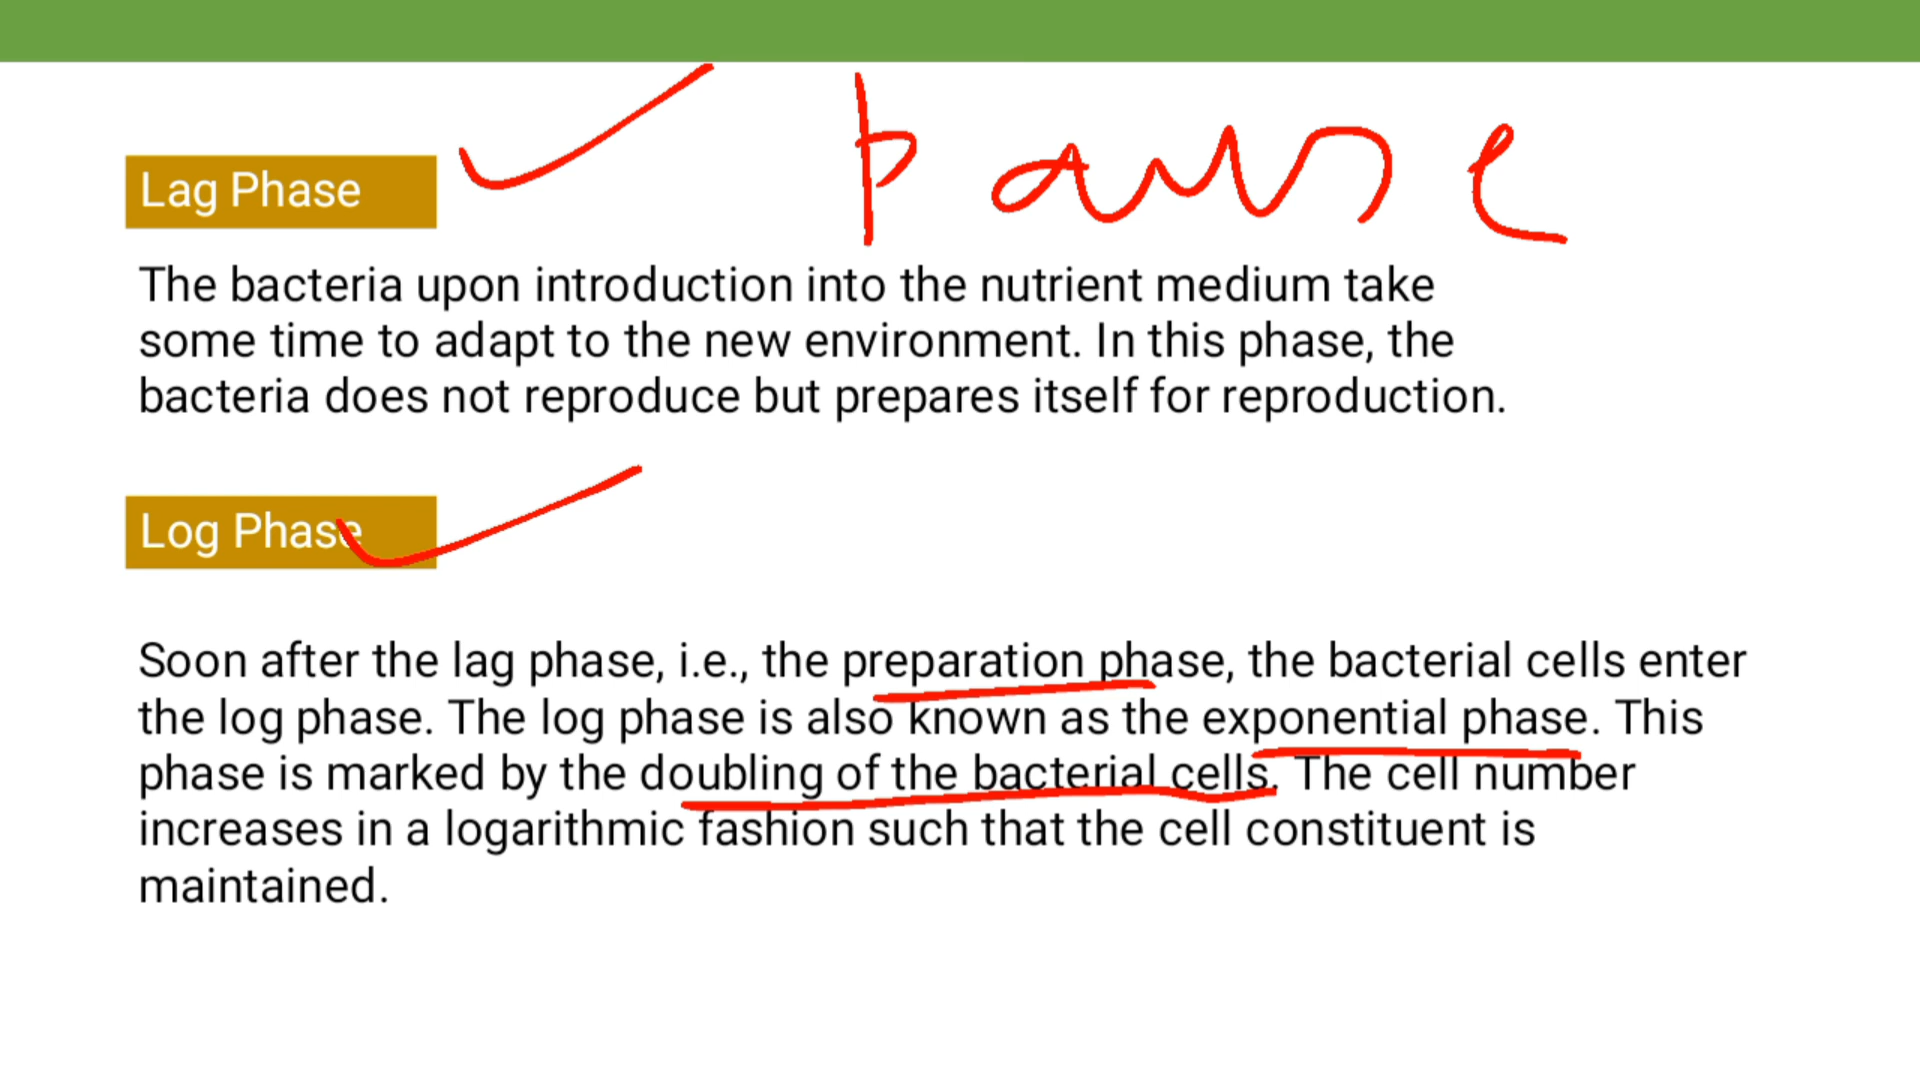 Lag Phase
pause
The bacteria upon introduction into the nutrient medium take
some time to adapt to the new environment. In this phase, the
bacteria does not reproduce but prepares itself for reproduction.
Log Phase
Soon after the lag phase, i.e., the preparation phase, the bacterial cells enter
the log phase. The log phase is also known as the exponential phase. This
phase is marked by the doubling of the bacterial cells. The cell number
increases in a logarithmic fashion such that the cell constituent is
maintained.